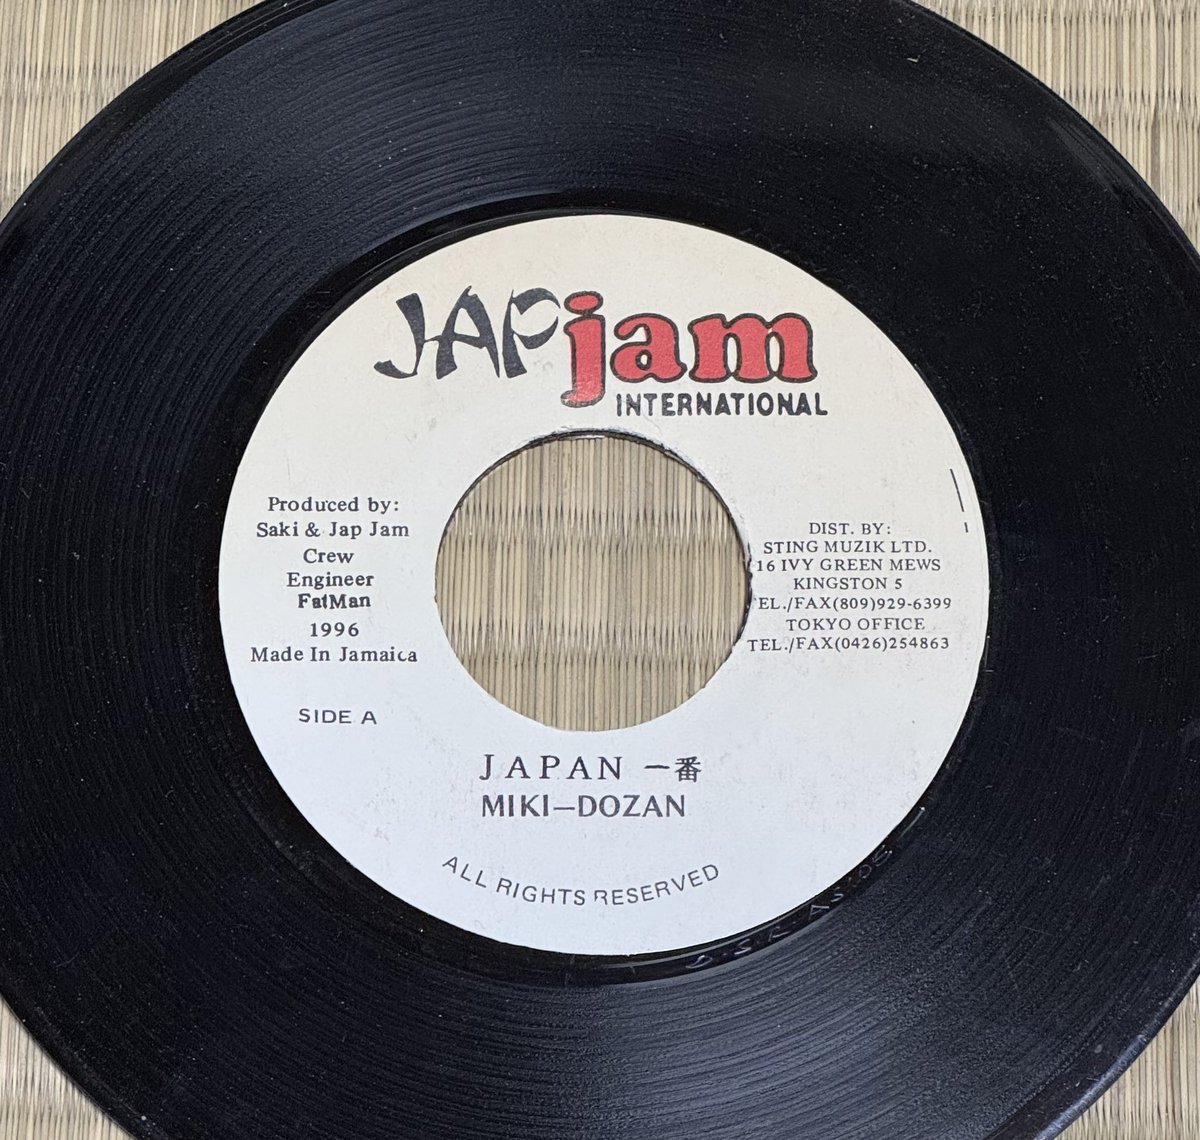 JAPjam
INTERNATIONAL
Produced by:
Saki & Jap Jam
Crew
Engineer
FatMan
1996
Made In Jamaica
SIDE A
DIST. BY:
STING MUZIK LTD.
16 IVY GREEN MEWS
KINGSTON 5
EL./FAX(809)929-6399
TOKYO OFFICE
TEL./FAX(0426)254863
JAPAN 一番
MIKI—DOZAN
ALL RIGHTS RESERVED